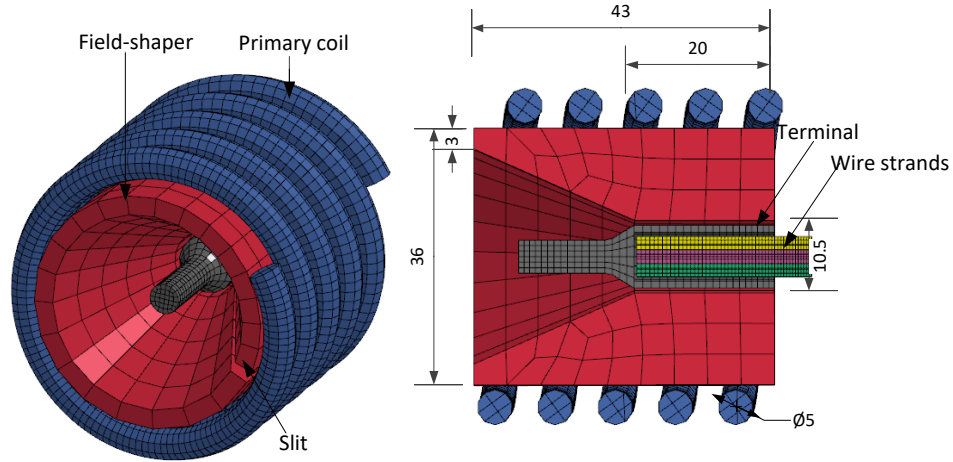 Field-shaper
Primary coil
Slit
43
20
3
36
Terminal
Wire strands
10.5
Ø5